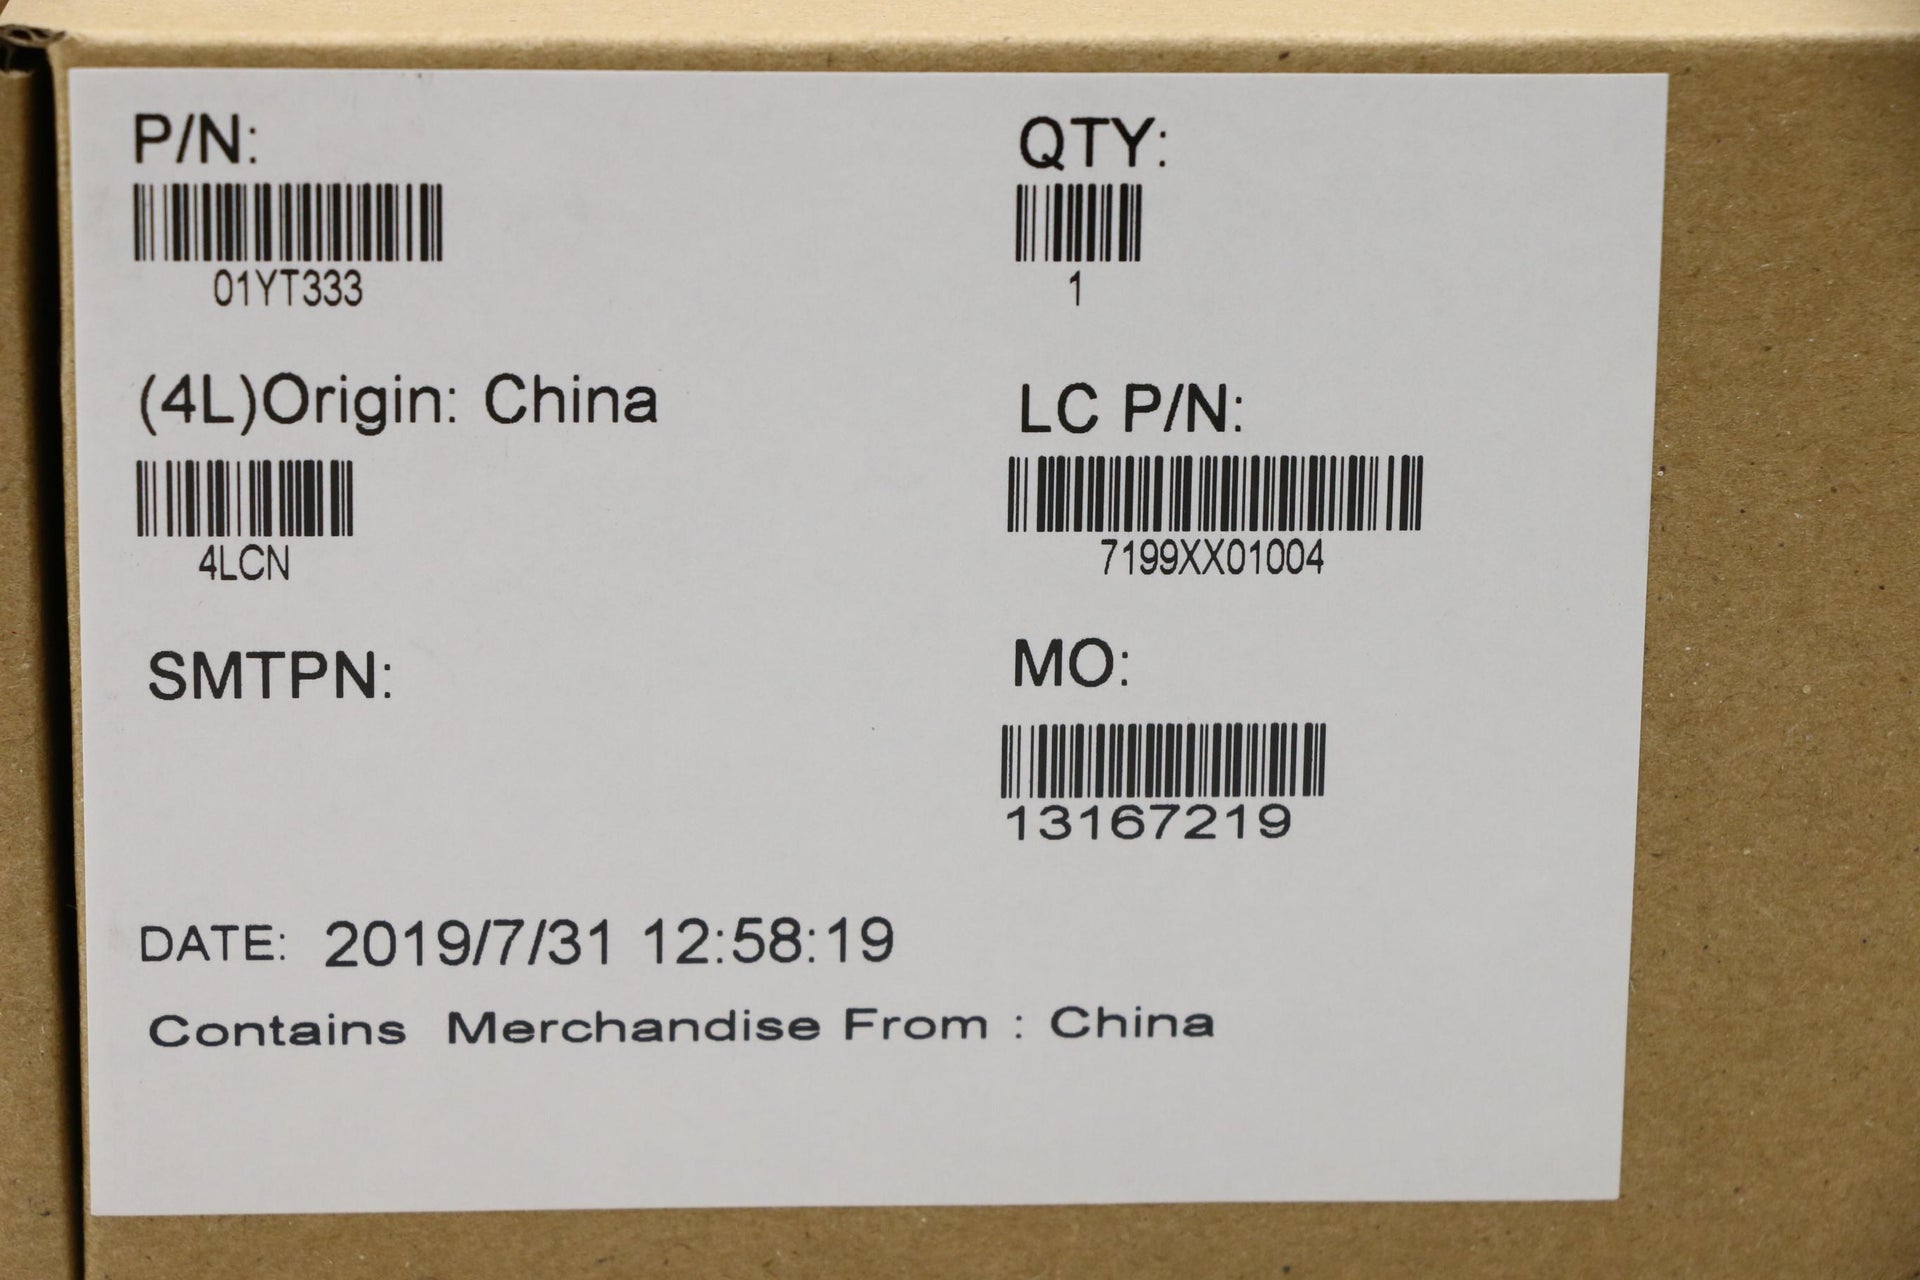 P/N:
01YT333
QTY:
1
(4L)Origin: China
4LCN
LC P/N:
7199XX01004
SMTPN:
MO:
13167219
DATE: 2019/7/31 12:58:19
Contains Merchandise From : China